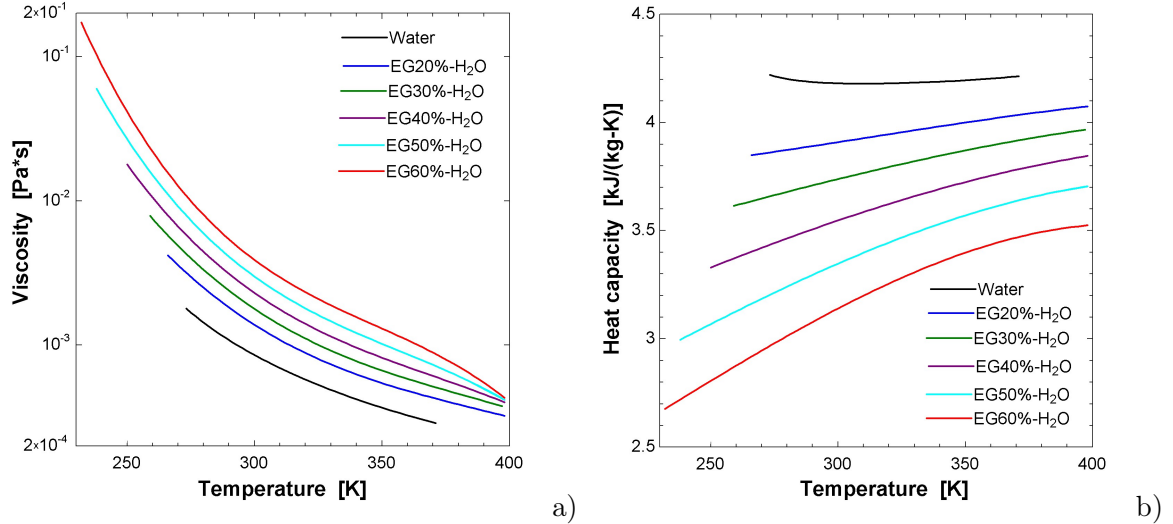 2×10⁻¹
10⁻¹
10⁻²
10⁻³
2×10⁻⁴
Viscosity [Pa*s]
250 300 350 400
Temperature [K]
Water
EG20%-H₂O
EG30%-H₂O
EG40%-H₂O
EG50%-H₂O
EG60%-H₂O
a)
4.5
4
3.5
3
2.5
Heat capacity [kJ/(kg-K)]
250 300 350 400
Temperature [K]
Water
EG20%-H₂O
EG30%-H₂O
EG40%-H₂O
EG50%-H₂O
EG60%-H₂O
b)